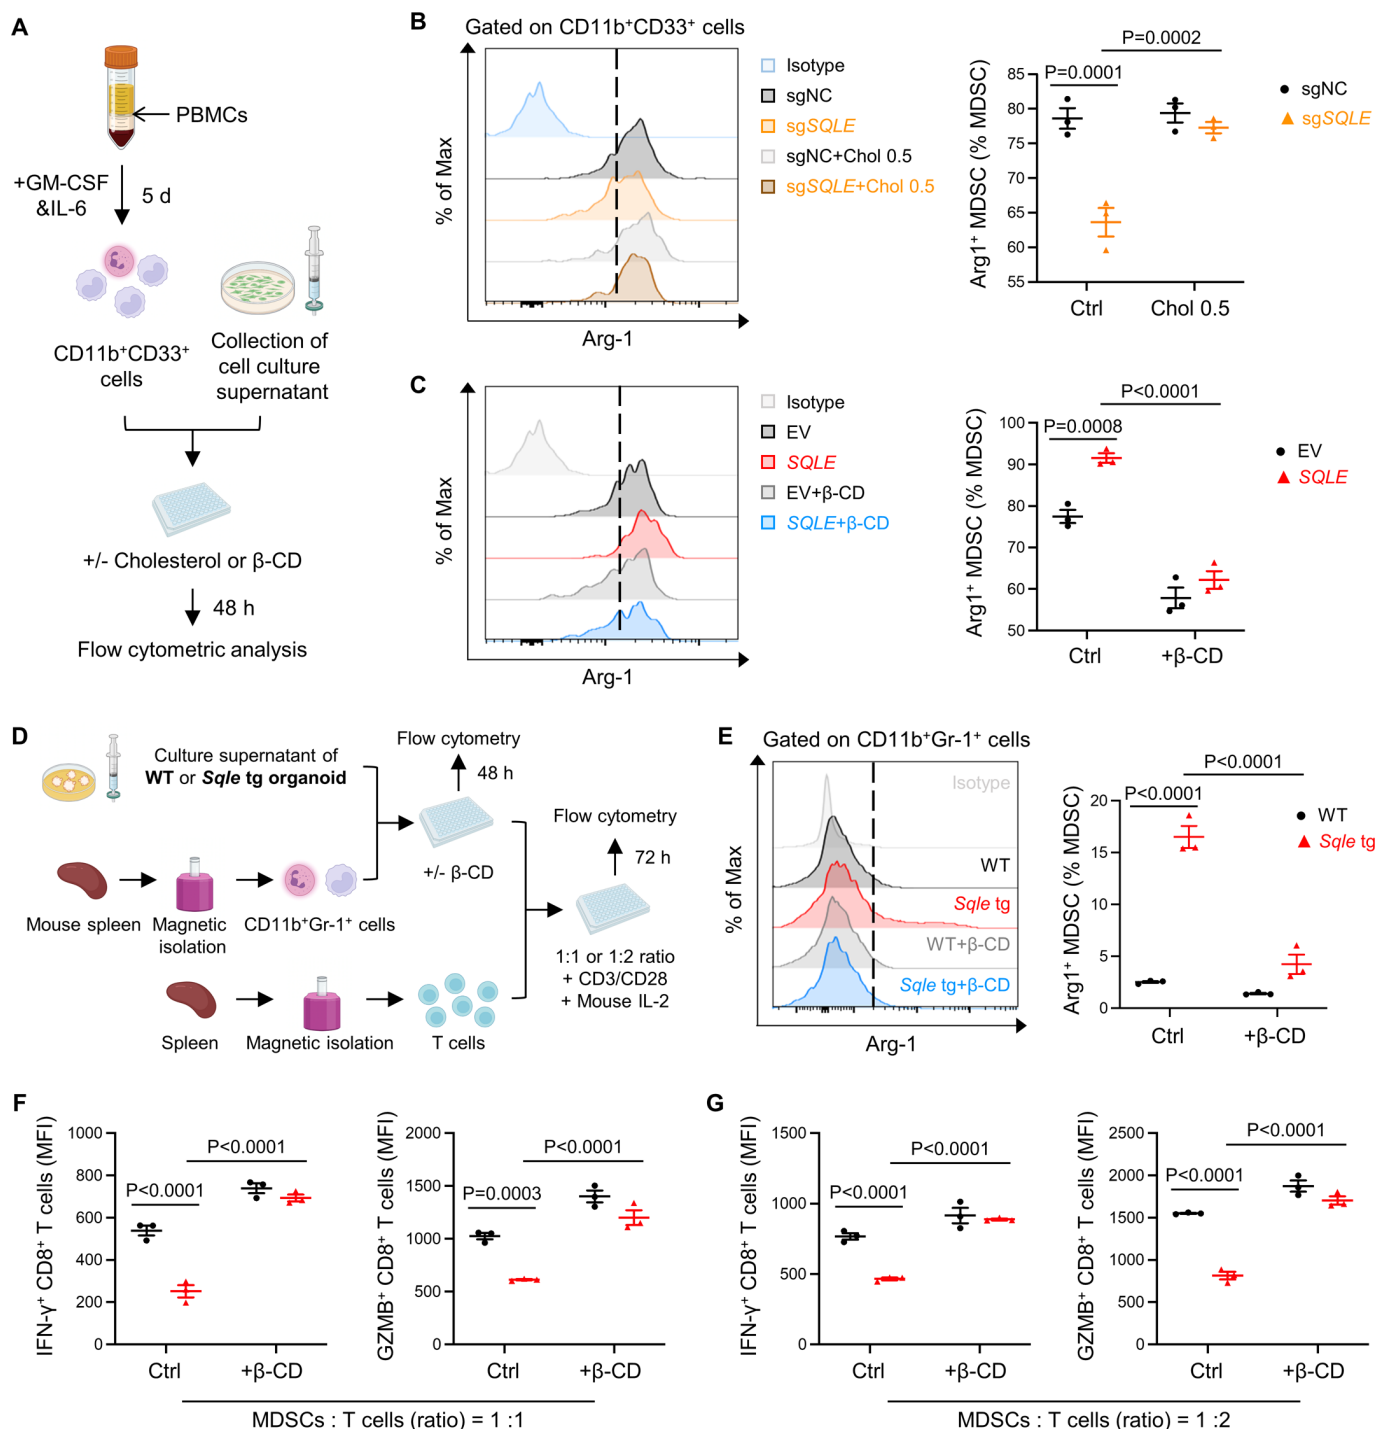 A
PBMCs
+GM-CSF
&IL-6
5 d
CD11b⁺CD33⁺
cells
Collection of
cell culture
supernatant
+/- Cholesterol or β-CD
48 h
Flow cytometric analysis
B
Gated on CD11b⁺CD33⁺ cells
% of Max
Arg-1
Isotype
sgNC
sgSQLE
sgNC+Chol 0.5
sgSQLE+Chol 0.5
Arg1⁺ MDSC (% MDSC)
85
80
75
70
65
60
55
P=0.0002
P=0.0001
Ctrl
Chol 0.5
sgNC
sgSQLE
C
% of Max
Arg-1
Isotype
EV
SQLE
EV+β-CD
SQLE+β-CD
Arg1⁺ MDSC (% MDSC)
100
90
80
70
60
50
P<0.0001
P=0.0008
Ctrl
+β-CD
EV
SQLE
D
Culture supernatant of
WT or Sqle tg organoid
Mouse spleen
Magnetic
isolation
CD11b⁺Gr-1⁺ cells
Flow cytometry
48 h
+/- β-CD
Spleen
Magnetic isolation
T cells
Flow cytometry
72 h
1:1 or 1:2 ratio
+ CD3/CD28
+ Mouse IL-2
E
Gated on CD11b⁺Gr-1⁺ cells
% of Max
Isotype
WT
Sqle tg
WT+β-CD
Sqle tg+β-CD
Arg-1
Arg1⁺ MDSC (% MDSC)
20
15
10
5
0
P<0.0001
P<0.0001
Ctrl
+β-CD
WT
Sqle tg
F
IFN-γ⁺ CD8⁺ T cells (MFI)
1000
800
600
400
200
0
P<0.0001
P<0.0001
Ctrl
+β-CD
GZMB⁺ CD8⁺ T cells (MFI)
2000
1500
1000
500
0
P<0.0001
P=0.0003
Ctrl
+β-CD
MDSCs : T cells (ratio) = 1 :1
G
IFN-γ⁺ CD8⁺ T cells (MFI)
1500
1000
500
0
P<0.0001
P<0.0001
Ctrl
+β-CD
GZMB⁺ CD8⁺ T cells (MFI)
2500
2000
1500
1000
500
0
P<0.0001
P<0.0001
Ctrl
+β-CD
MDSCs : T cells (ratio) = 1 :2